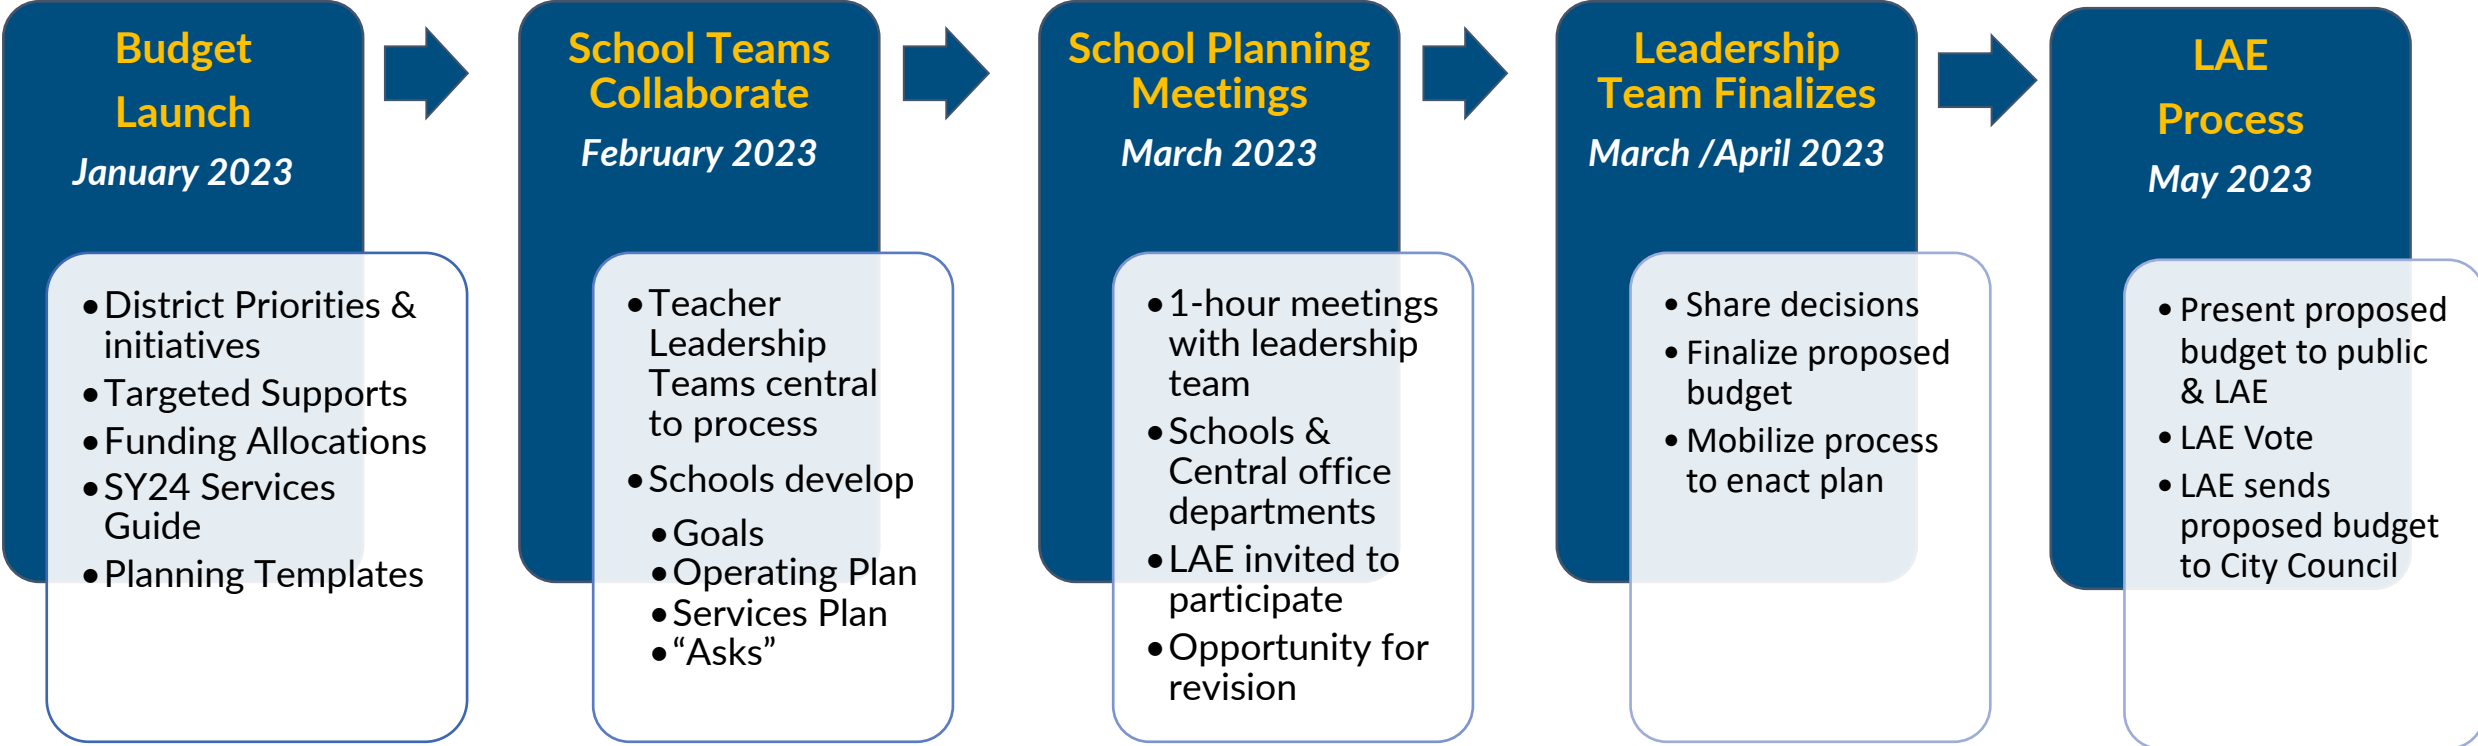 Budget
Launch
January 2023
•District Priorities &
initiatives
•Targeted Supports
•Funding Allocations
•SY24 Services
Guide
•Planning Templates
School Teams
Collaborate
February 2023
•Teacher
Leadership
Teams central
to process
•Schools develop
•Goals
•Operating Plan
•Services Plan
•“Asks”
School Planning
Meetings
March 2023
•1-hour meetings
with leadership
team
•Schools &
Central office
departments
•LAE invited to
participate
•Opportunity for
revision
Leadership
Team Finalizes
March /April 2023
• Share decisions
• Finalize proposed
budget
• Mobilize process
to enact plan
LAE
Process
May 2023
• Present proposed
budget to public
& LAE
• LAE Vote
• LAE sends
proposed budget
to City Council